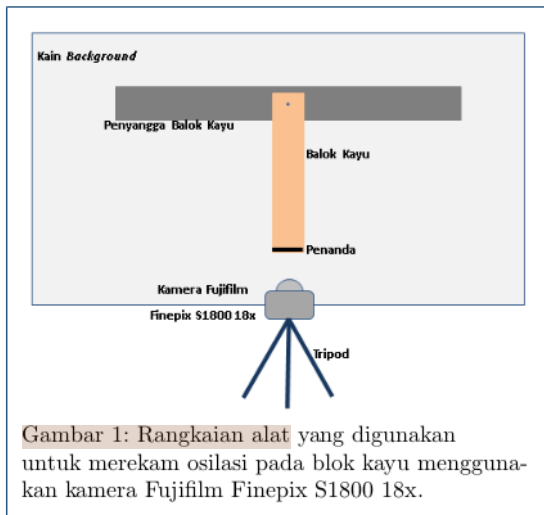 Kain Background
Penyangga Balok Kayu
Balok Kayu
Penanda
Kamera Fujifilm
Finepix S1800 18x
Tripod
Gambar 1: Rangkaian alat yang digunakan
untuk merekam osilasi pada blok kayu mengguna-
kan kamera Fujifilm Finepix S1800 18x.